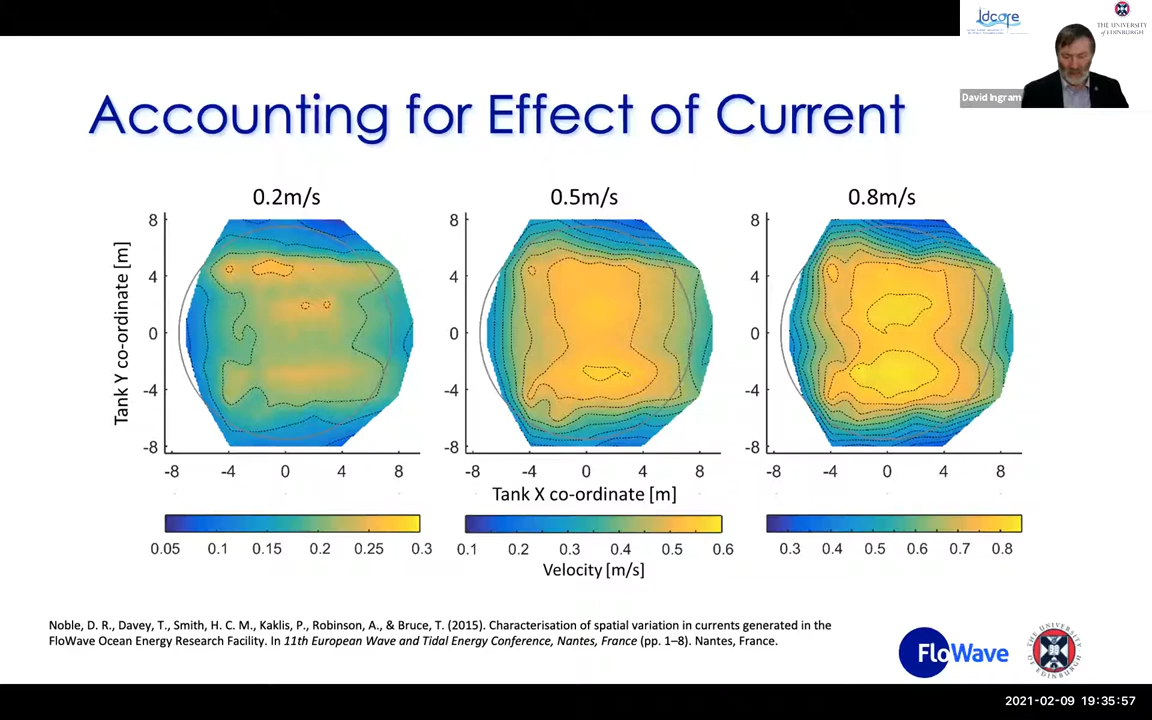 Idcore
THE UNIVERSITY
of EDINBURGH
David Ingram
Accounting for Effect of Current
0.2m/s 0.5m/s 0.8m/s
8 8 8
4 4 4
0 0 0
-4 -4 -4
-8 -8 -8
Tank Y co-ordinate [m]
-8 -4 0 4 8 -8 -4 0 4 8 -8 -4 0 4 8
Tank X co-ordinate [m]
0.05 0.1 0.15 0.2 0.25 0.3 0.1 0.2 0.3 0.4 0.5 0.6 0.3 0.4 0.5 0.6 0.7 0.8
Velocity [m/s]
Noble, D. R., Davey, T., Smith, H. C. M., Kaklis, P., Robinson, A., & Bruce, T. (2015). Characterisation of spatial variation in currents generated in the
FloWave Ocean Energy Research Facility. In 11th European Wave and Tidal Energy Conference, Nantes, France (pp. 1–8). Nantes, France.
FloWave
THE UNIVERSITY OF EDINBURGH
2021-02-09 19:35:57